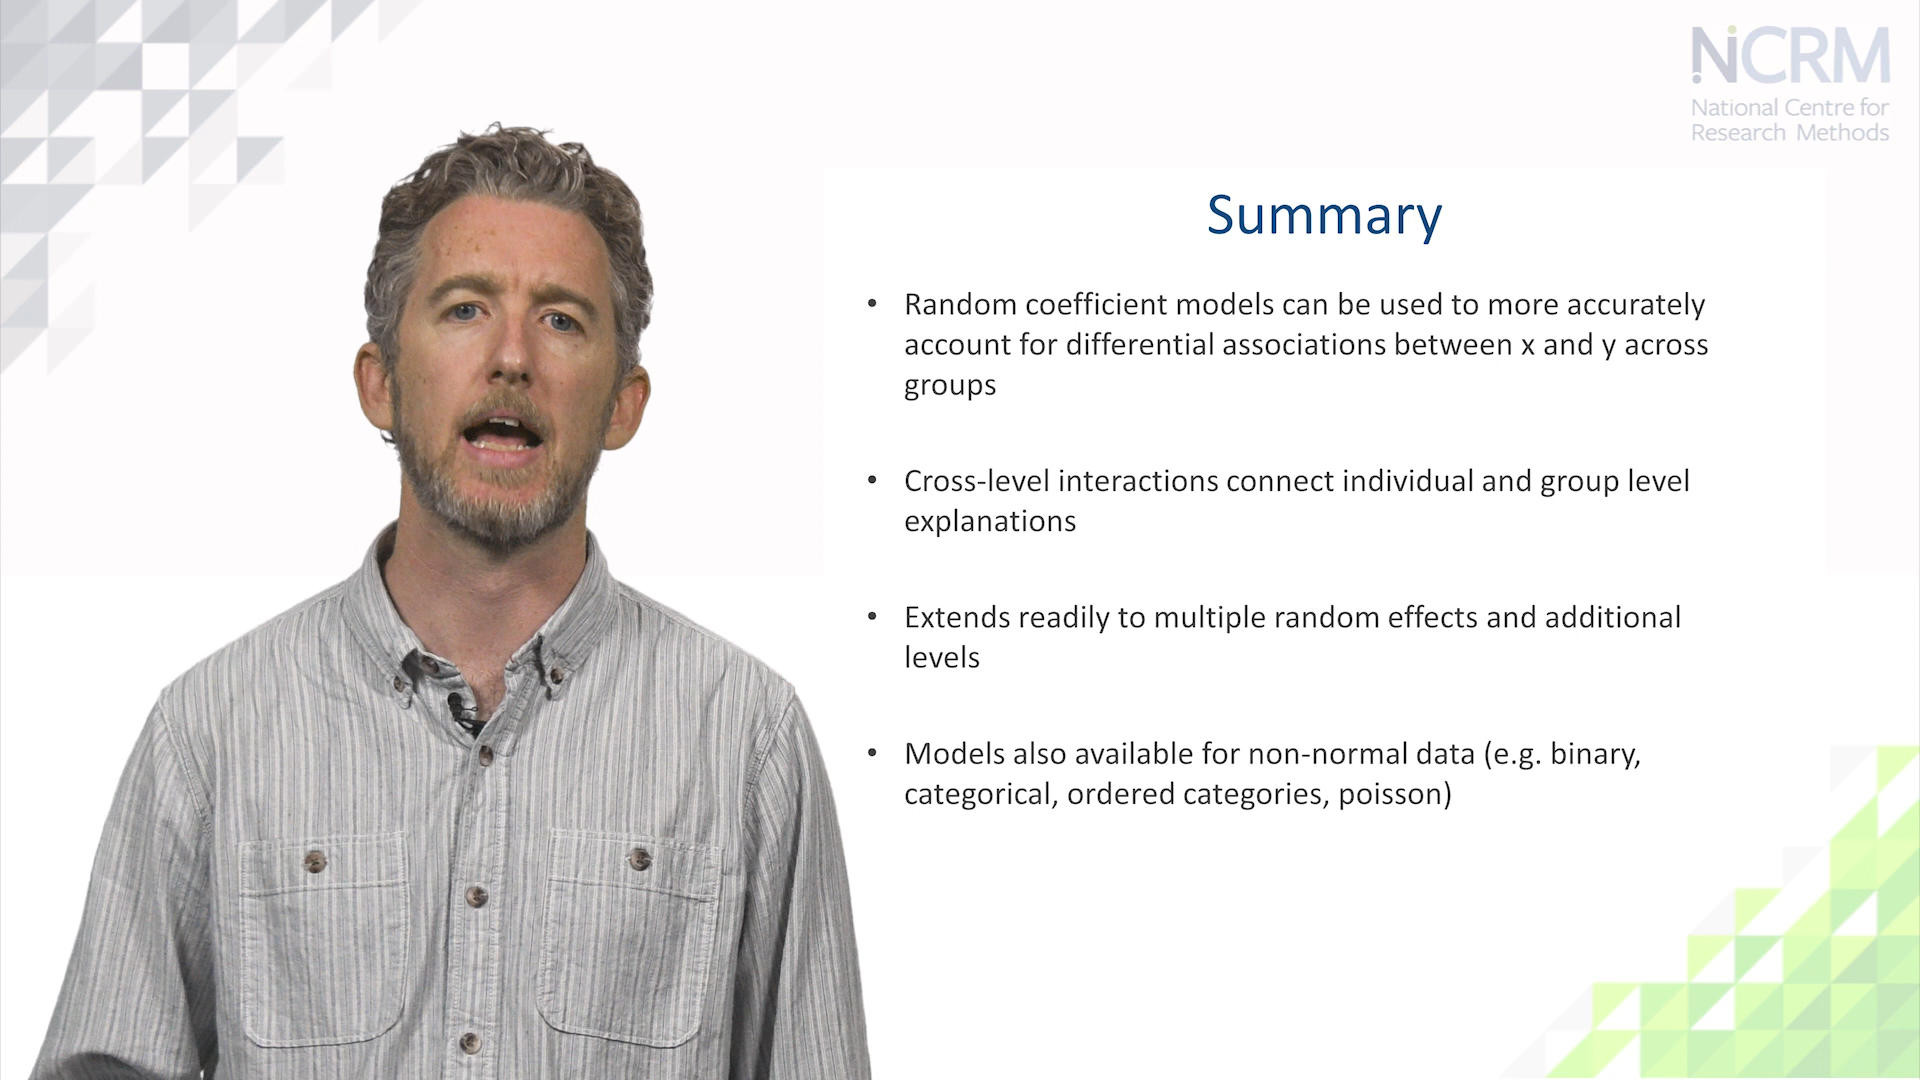 NCRM
National Centre for
Research Methods
Summary
• Random coefficient models can be used to more accurately
account for differential associations between x and y across
groups
• Cross-level interactions connect individual and group level
explanations
• Extends readily to multiple random effects and additional
levels
• Models also available for non-normal data (e.g. binary,
categorical, ordered categories, poisson)